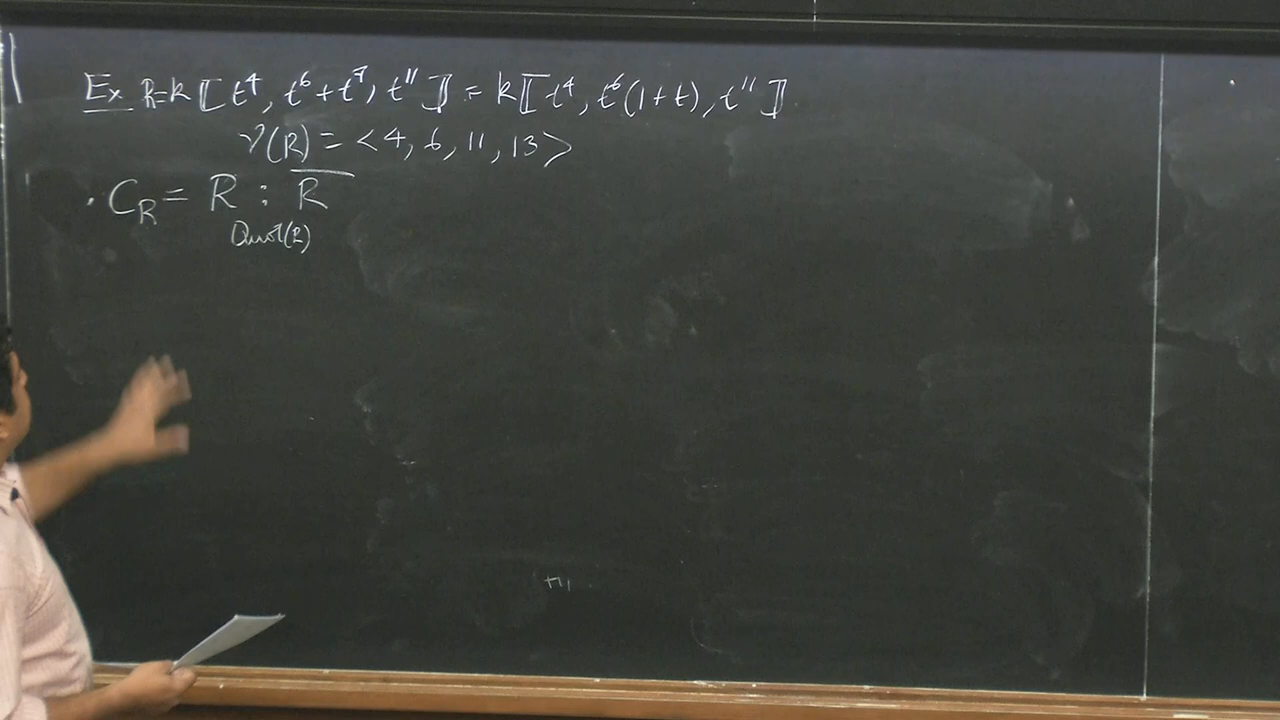 Ex R=k⟦t⁴, t⁶+t⁷, t¹¹⟧ = k⟦t⁴, t⁶(1+t), t¹¹⟧
ν(R) = <4, 6, 11, 13>
· C_R = R : R̅
Quot(R)